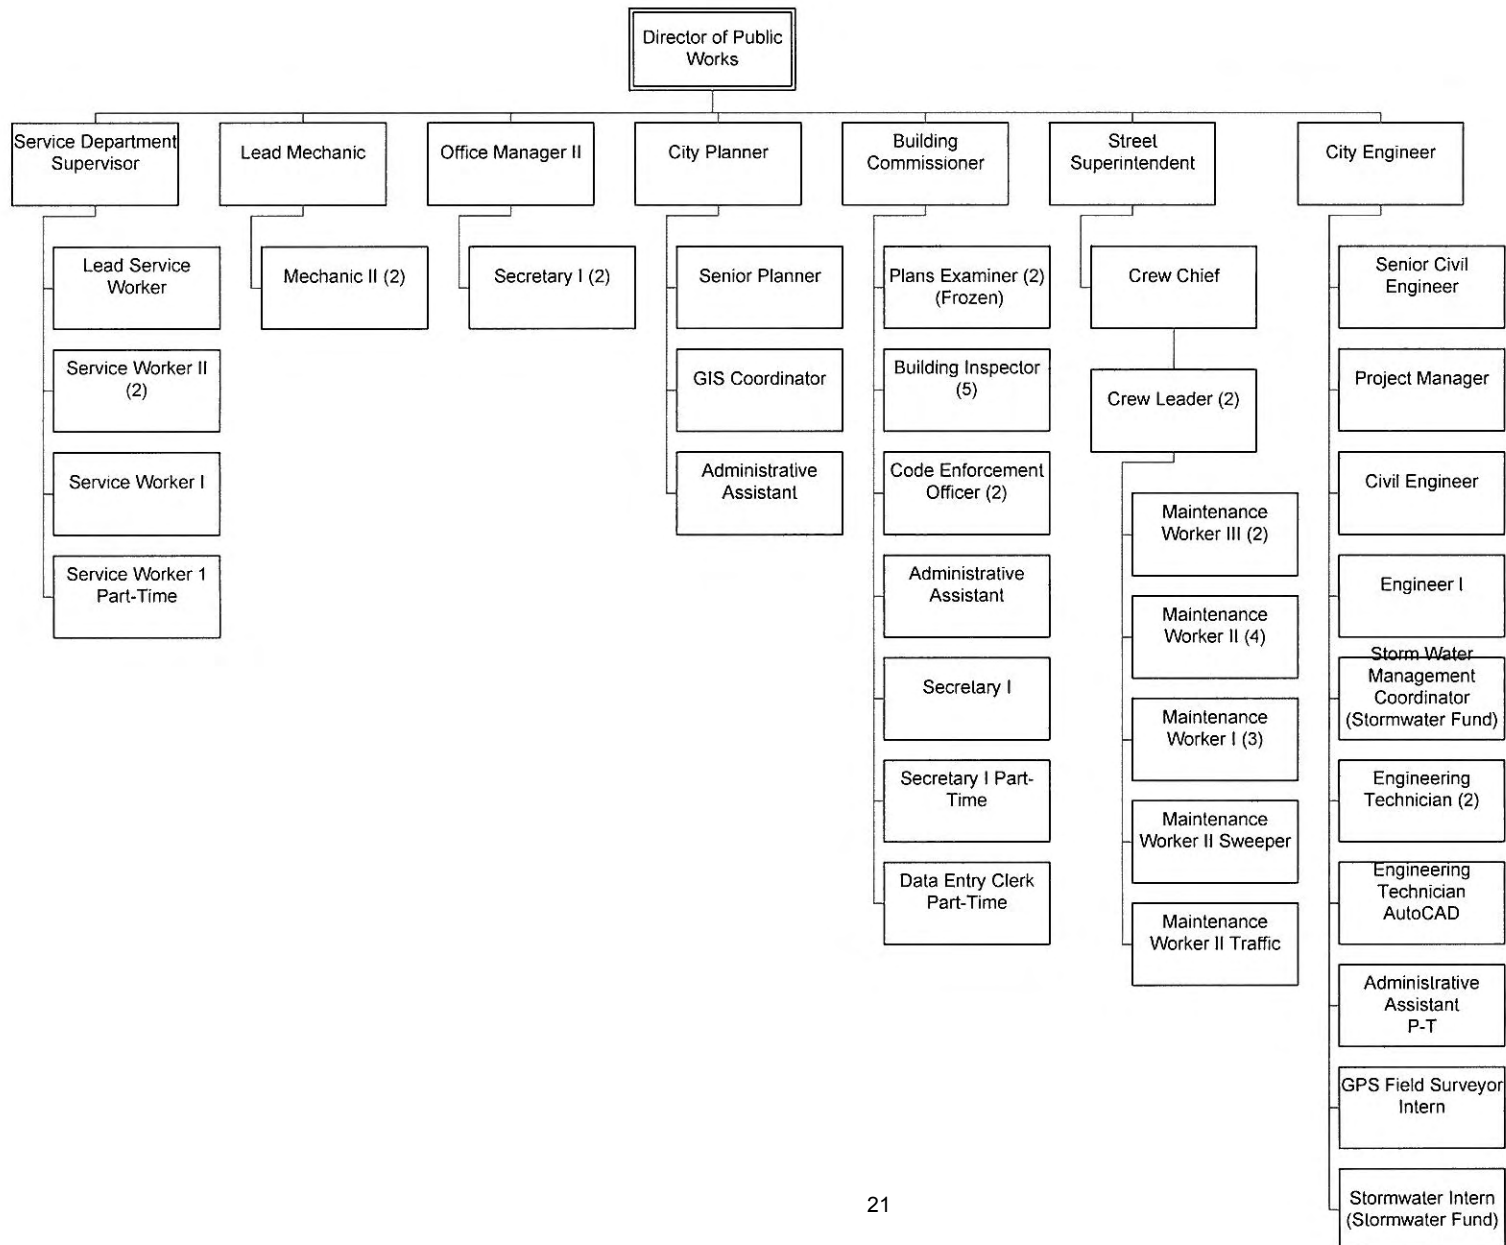 Director of Public
Works
Service Department
Supervisor
Lead Service
Worker
Service Worker II
(2)
Service Worker I
Service Worker 1
Part-Time
Lead Mechanic
Mechanic II (2)
Office Manager II
Secretary I (2)
City Planner
Senior Planner
GIS Coordinator
Administrative
Assistant
Building
Commissioner
Plans Examiner (2)
(Frozen)
Building Inspector
(5)
Code Enforcement
Officer (2)
Administrative
Assistant
Secretary I
Secretary I Part-
Time
Data Entry Clerk
Part-Time
Street
Superintendent
Crew Chief
Crew Leader (2)
Maintenance
Worker III (2)
Maintenance
Worker II (4)
Maintenance
Worker I (3)
Maintenance
Worker II Sweeper
Maintenance
Worker II Traffic
City Engineer
Senior Civil
Engineer
Project Manager
Civil Engineer
Engineer I
Storm Water
Management
Coordinator
(Stormwater Fund)
Engineering
Technician (2)
Engineering
Technician
AutoCAD
Administrative
Assistant
P-T
GPS Field Surveyor
Intern
Stormwater Intern
(Stormwater Fund)
21